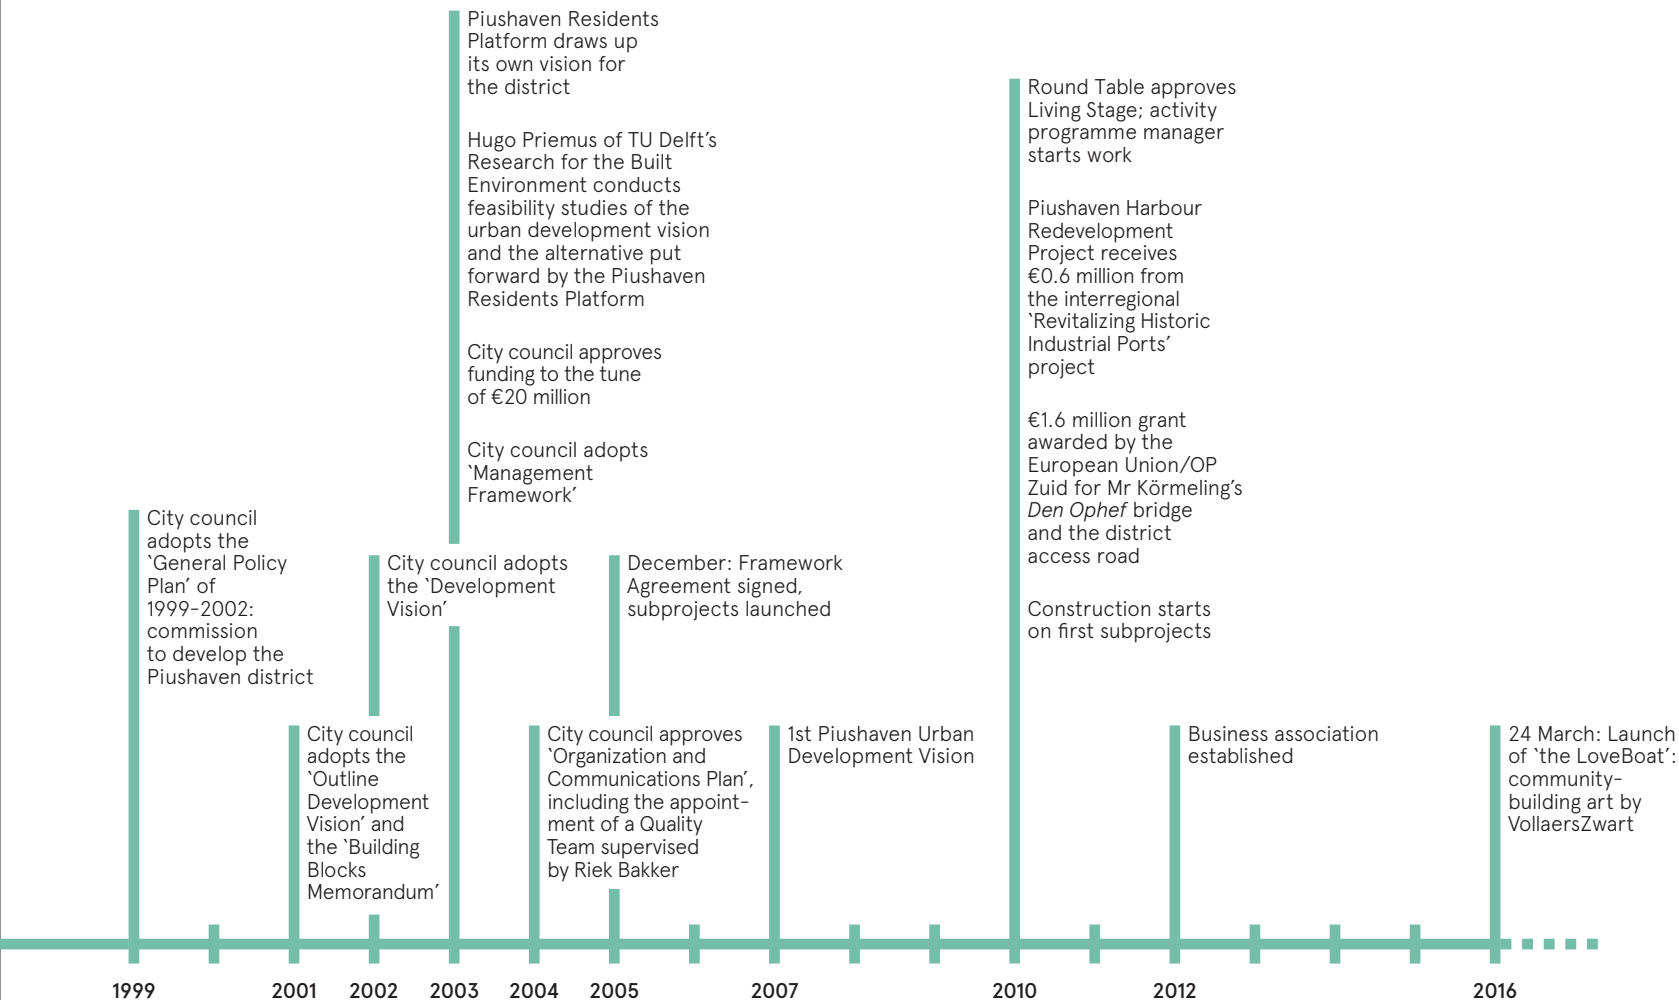 Piushaven Residents
Platform draws up
its own vision for
the district
Hugo Priemus of TU Delft’s
Research for the Built
Environment conducts
feasibility studies of the
urban development vision
and the alternative put
forward by the Piushaven
Residents Platform
City council approves
funding to the tune
of €20 million
City council adopts
‘Management
Framework’
Round Table approves
Living Stage; activity
programme manager
starts work
Piushaven Harbour
Redevelopment
Project receives
€0.6 million from
the interregional
‘Revitalizing Historic
Industrial Ports’
project
€1.6 million grant
awarded by the
European Union/OP
Zuid for Mr Körmeling’s
Den Ophef bridge
and the district
access road
Construction starts
on first subprojects
City council
adopts the
‘General Policy
Plan’ of
1999-2002:
commission
to develop the
Piushaven district
City council adopts
the ‘Development
Vision’
December: Framework
Agreement signed,
subprojects launched
City council
adopts the
‘Outline
Development
Vision’ and
the ‘Building
Blocks
Memorandum’
City council approves
‘Organization and
Communications Plan’,
including the appoint-
ment of a Quality
Team supervised
by Riek Bakker
1st Piushaven Urban
Development Vision
Business association
established
24 March: Launch
of ‘the LoveBoat’:
community-
building art by
VollaersZwart
1999 2001 2002 2003 2004 2005 2007 2010 2012 2016